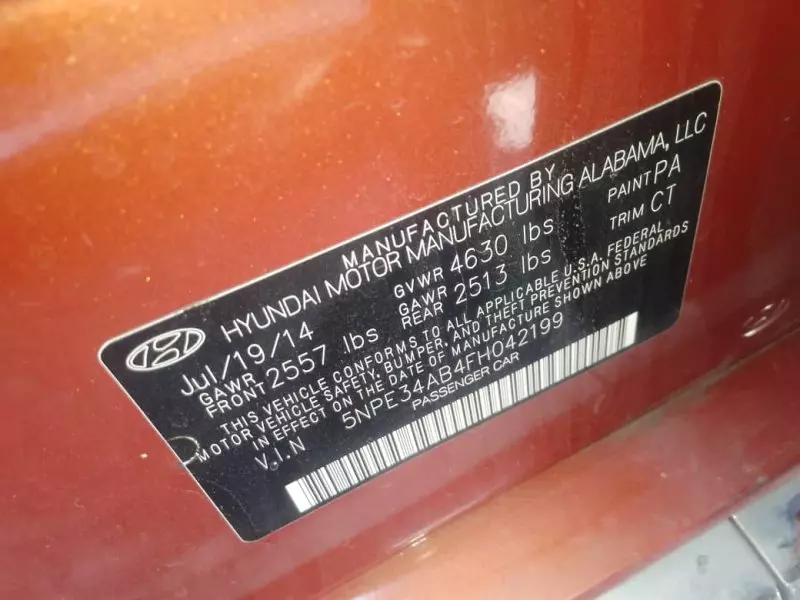 MANUFACTURED BY
HYUNDAI MOTOR MANUFACTURING ALABAMA, LLC
Jul/19/14 GVWR 4630 lbs PAINT PA
GAWR FRONT 2557 lbs GAWR REAR 2513 lbs TRIM CT
THIS VEHICLE CONFORMS TO ALL APPLICABLE U.S.A. FEDERAL
MOTOR VEHICLE SAFETY, BUMPER, AND THEFT PREVENTION STANDARDS
IN EFFECT ON THE DATE OF MANUFACTURE SHOWN ABOVE
V.I.N 5NPE34AB4FH042199
PASSENGER CAR